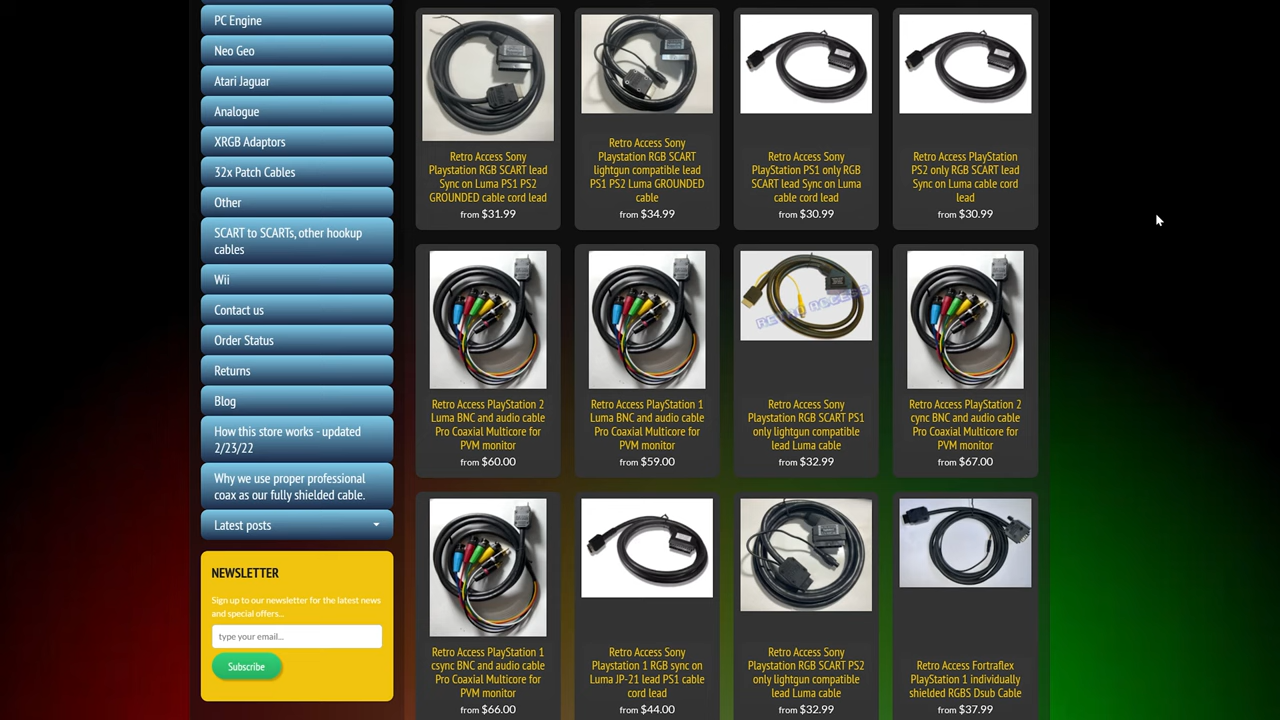 PC Engine
Neo Geo
Atari Jaguar
Analogue
XRGB Adaptors
32x Patch Cables
Other
SCART to SCARTs, other hookup
cables
Wii
Contact us
Order Status
Returns
Blog
How this store works - updated
2/23/22
Why we use proper professional
coax as our fully shielded cable.
Latest posts
NEWSLETTER
Sign up to our newsletter for the latest news
and special offers...
type your email...
Subscribe
Retro Access Sony
Playstation RGB SCART lead
Sync on Luma PS1 PS2
GROUNDED cable cord lead
from $31.99
Retro Access Sony
Playstation RGB SCART
lightgun compatible lead
PS1 PS2 Luma GROUNDED
cable
from $34.99
Retro Access Sony
PlayStation PS1 only RGB
SCART lead Sync on Luma
cable cord lead
from $30.99
Retro Access PlayStation
PS2 only RGB SCART lead
Sync on Luma cable cord
lead
from $30.99
Retro Access PlayStation 2
Luma BNC and audio cable
Pro Coaxial Multicore for
PVM monitor
from $60.00
Retro Access PlayStation 1
Luma BNC and audio cable
Pro Coaxial Multicore for
PVM monitor
from $59.00
RETRO ACCESS
Retro Access Sony
Playstation RGB SCART PS1
only lightgun compatible
lead Luma cable
from $32.99
Retro Access PlayStation 2
cync BNC and audio cable
Pro Coaxial Multicore for
PVM monitor
from $67.00
Retro Access PlayStation 1
csync BNC and audio cable
Pro Coaxial Multicore for
PVM monitor
from $66.00
Retro Access Sony
Playstation 1 RGB sync on
Luma JP-21 lead PS1 cable
cord lead
from $44.00
Retro Access Sony
Playstation RGB SCART PS2
only lightgun compatible
lead Luma cable
from $32.99
Retro Access Fortraflex
PlayStation 1 individually
shielded RGBS Dsub Cable
from $37.99